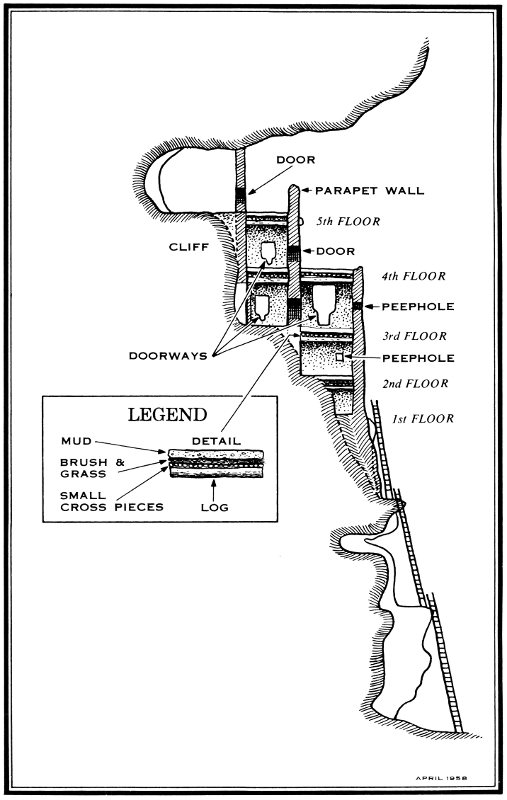 DOOR
PARAPET WALL
5th FLOOR
CLIFF
DOOR
4th FLOOR
PEEPHOLE
3rd FLOOR
DOORWAYS
PEEPHOLE
2nd FLOOR
1st FLOOR
LEGEND
MUD
DETAIL
BRUSH &
GRASS
SMALL
CROSS PIECES
LOG
APRIL 1958